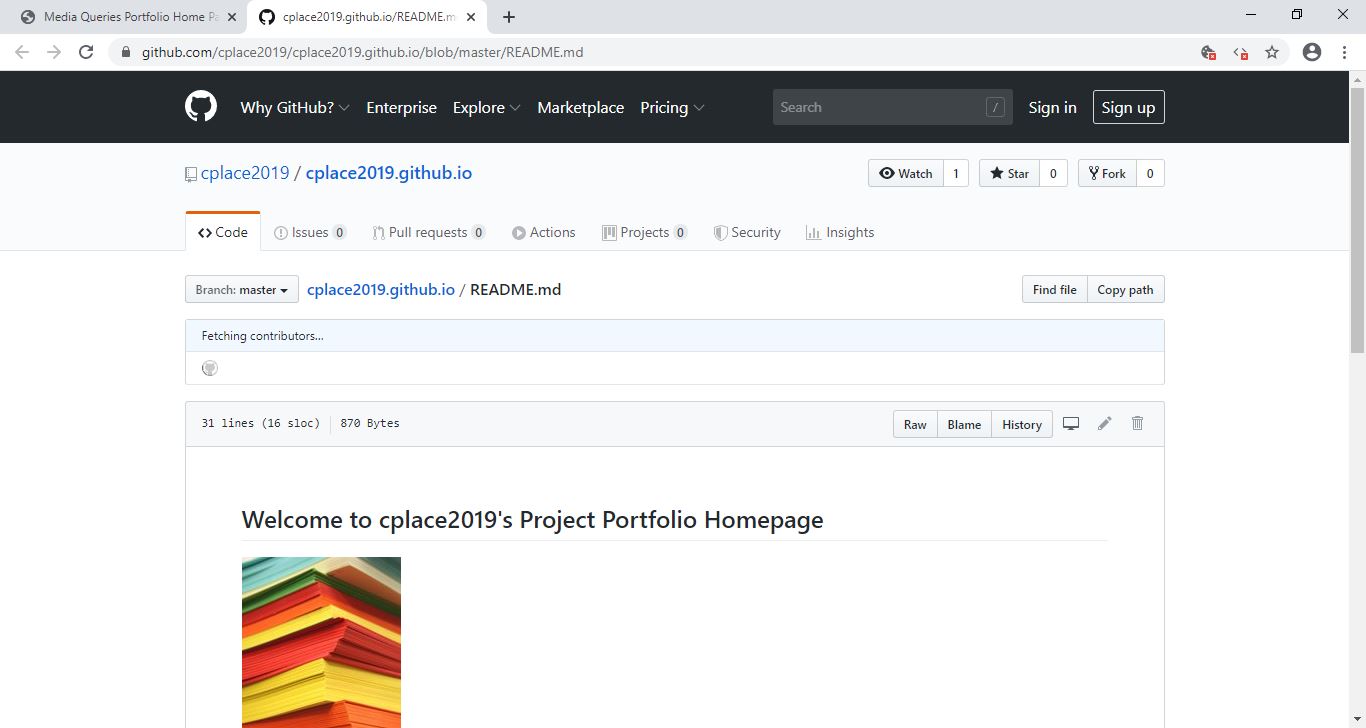 Media Queries Portfolio Home Pa
cplace2019.github.io/README.m
github.com/cplace2019/cplace2019.github.io/blob/master/README.md
Why GitHub? Enterprise Explore Marketplace Pricing Search / Sign in Sign up
cplace2019 / cplace2019.github.io Watch 1 Star 0 Fork 0
Code Issues 0 Pull requests 0 Actions Projects 0 Security Insights
Branch: master cplace2019.github.io / README.md Find file Copy path
Fetching contributors...
31 lines (16 sloc) 870 Bytes Raw Blame History
Welcome to cplace2019's Project Portfolio Homepage